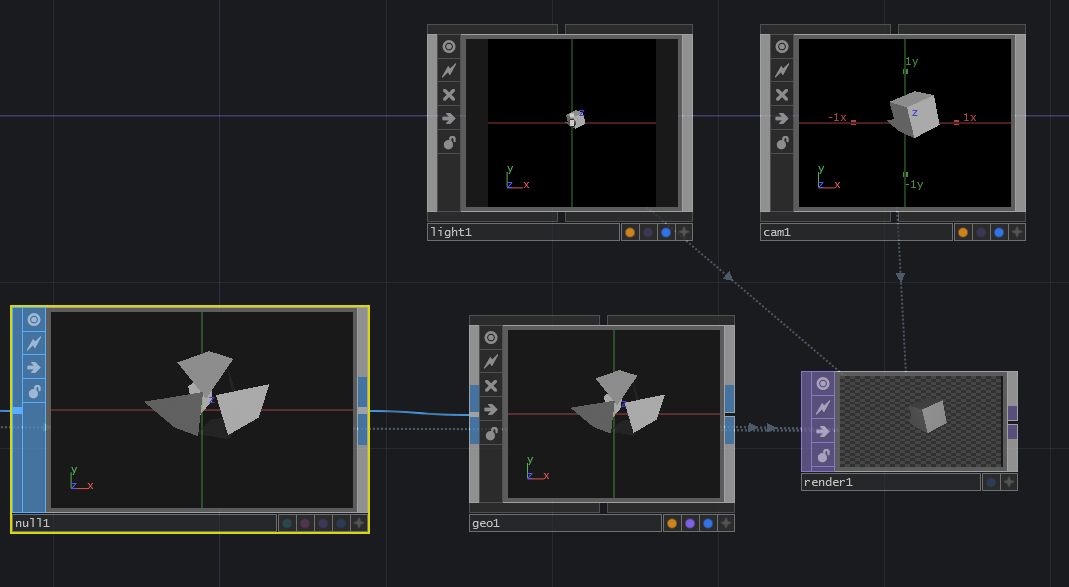 y
z x
z
light1
1y
-1x z 1x
-1y
y
z x
cam1
z
y
z x
null1
z
y
z x
geo1
render1